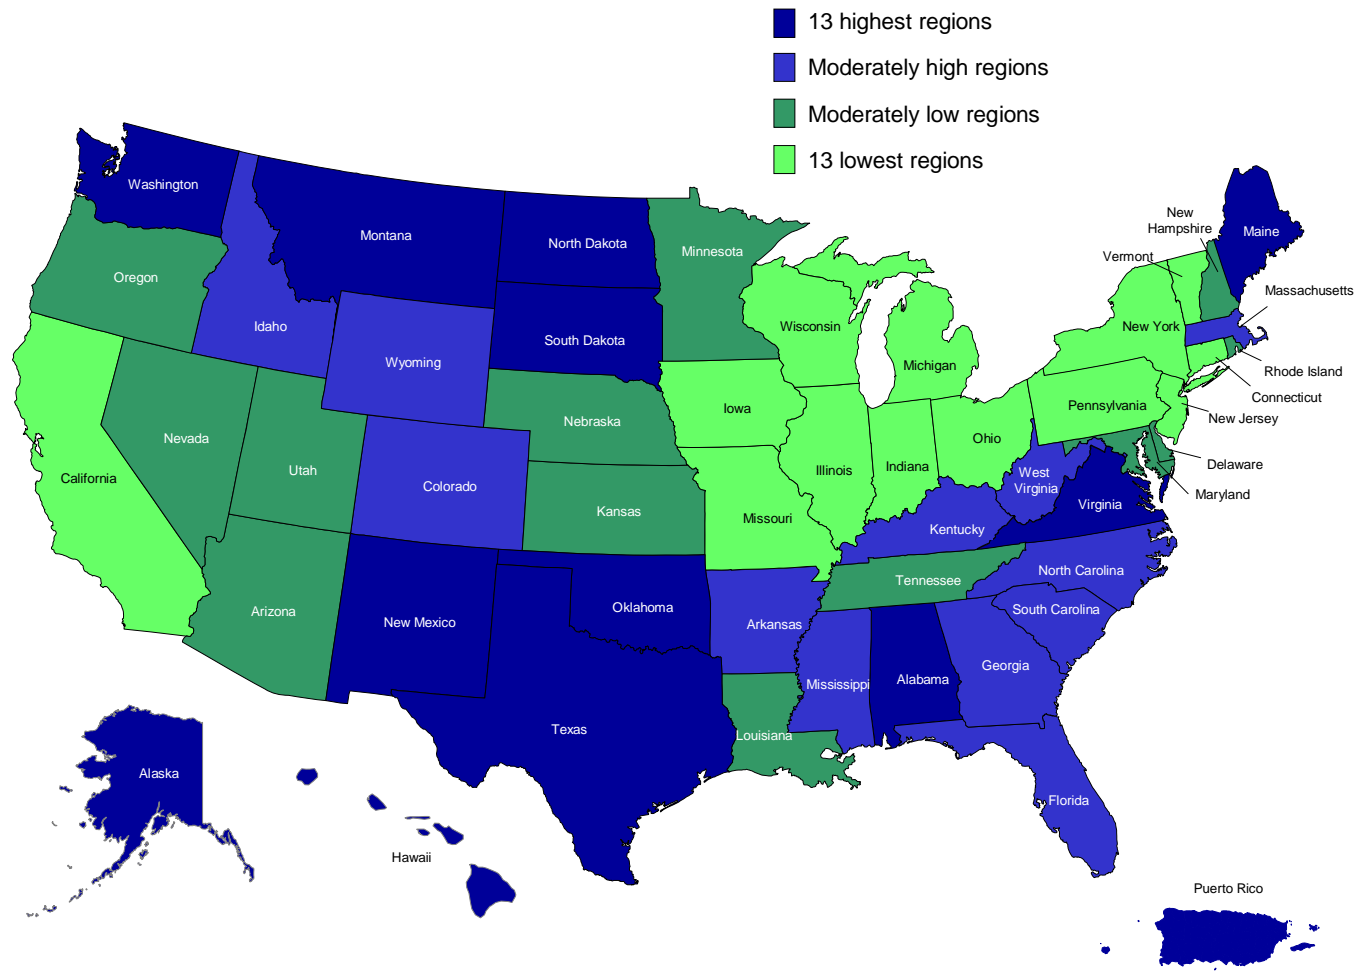 13 highest regions
Moderately high regions
Moderately low regions
13 lowest regions
Washington
Montana
North Dakota
Minnesota
New
Hampshire
Maine
Vermont
Oregon
Massachusetts
Idaho
Wyoming
South Dakota
Wisconsin
New York
Michigan
Rhode Island
Connecticut
Nebraska
Iowa
Pennsylvania
New Jersey
Nevada
Utah
California
Colorado
Illinois
Indiana
Ohio
West
Virginia
Delaware
Maryland
Kansas
Missouri
Kentucky
Virginia
Arizona
New Mexico
Oklahoma
Arkansas
Tennessee
North Carolina
South Carolina
Texas
Louisiana
Mississippi
Alabama
Georgia
Florida
Alaska
Hawaii
Puerto Rico